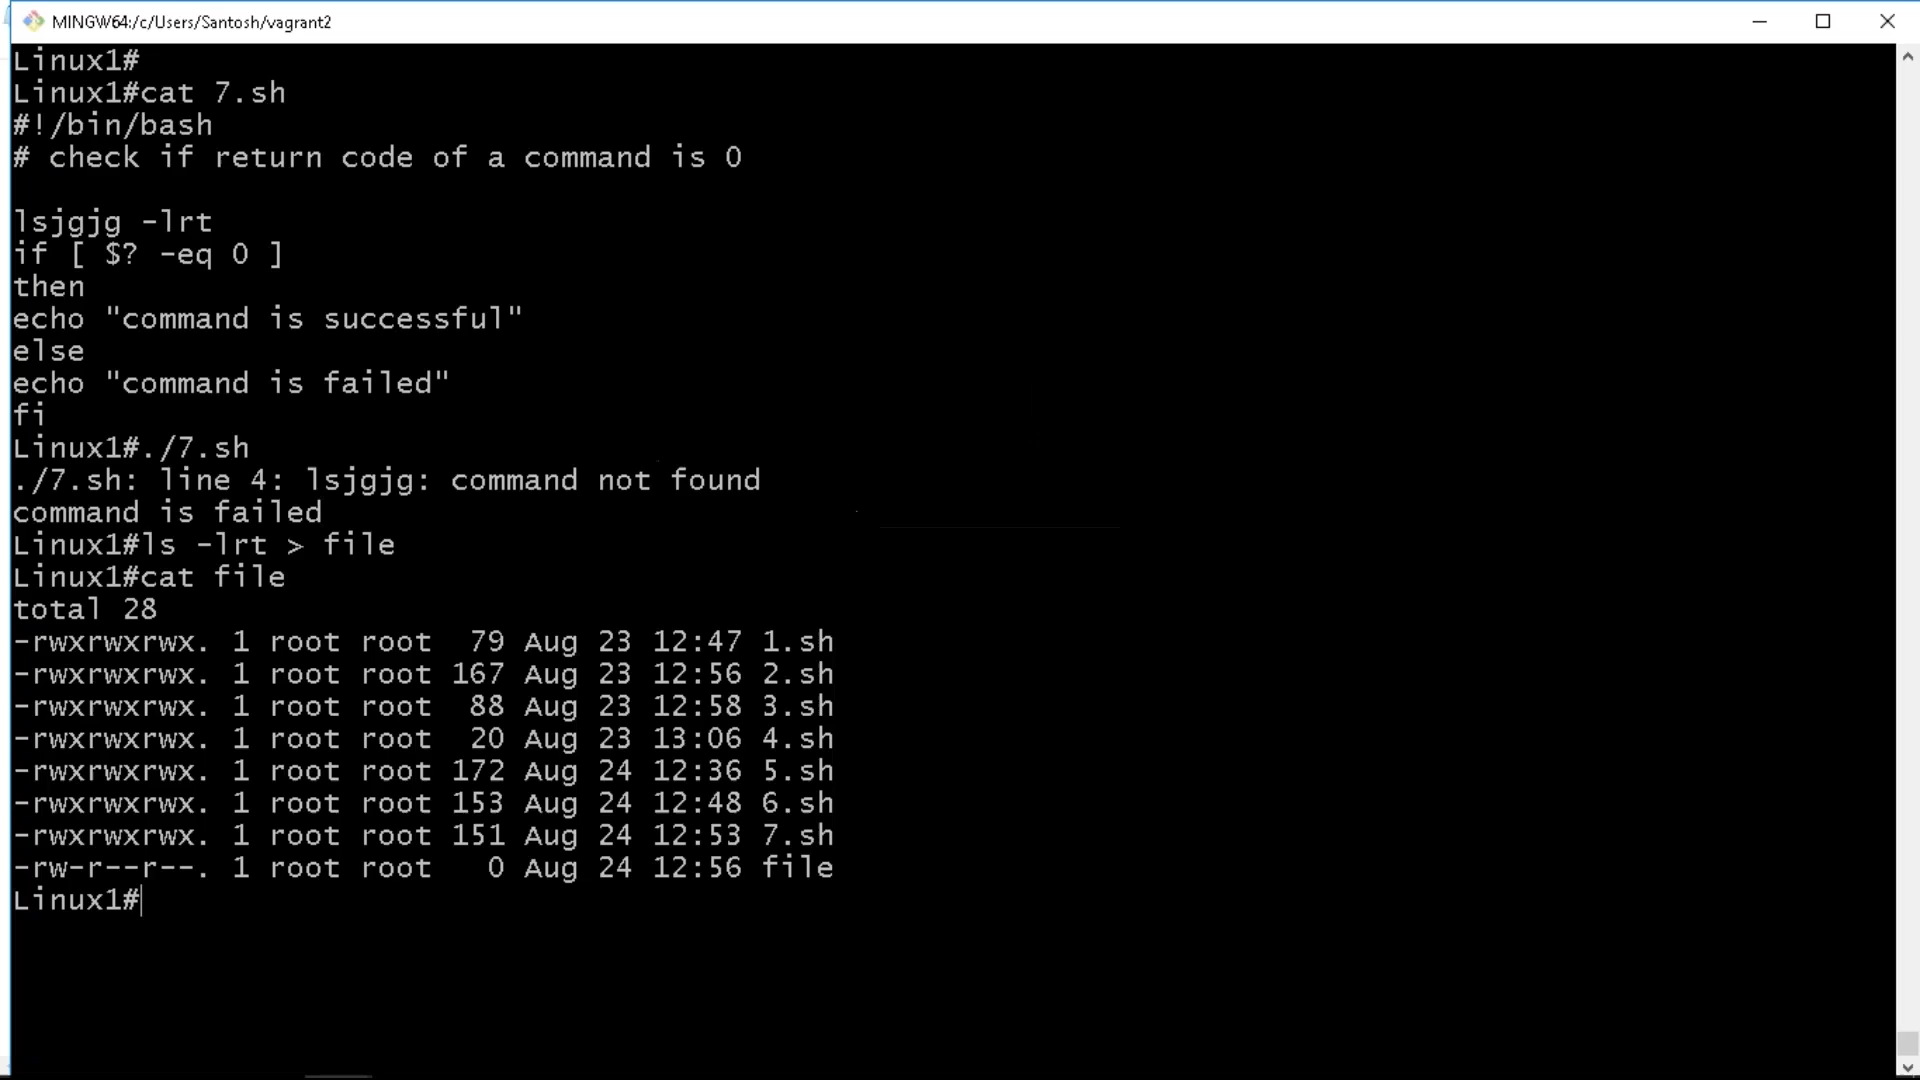 MINGW64:/c/Users/Santosh/vagrant2
Linux1#
Linux1#cat 7.sh
#!/bin/bash
# check if return code of a command is 0
lsjgjg -lrt
if [ $? -eq 0 ]
then
echo "command is successful"
else
echo "command is failed"
fi
Linux1#./7.sh
./7.sh: line 4: lsjgjg: command not found
command is failed
Linux1#ls -lrt > file
Linux1#cat file
total 28
-rwxrwxrwx. 1 root root  79 Aug 23 12:47 1.sh
-rwxrwxrwx. 1 root root 167 Aug 23 12:56 2.sh
-rwxrwxrwx. 1 root root  88 Aug 23 12:58 3.sh
-rwxrwxrwx. 1 root root  20 Aug 23 13:06 4.sh
-rwxrwxrwx. 1 root root 172 Aug 24 12:36 5.sh
-rwxrwxrwx. 1 root root 153 Aug 24 12:48 6.sh
-rwxrwxrwx. 1 root root 151 Aug 24 12:53 7.sh
-rw-r--r--. 1 root root   0 Aug 24 12:56 file
Linux1#